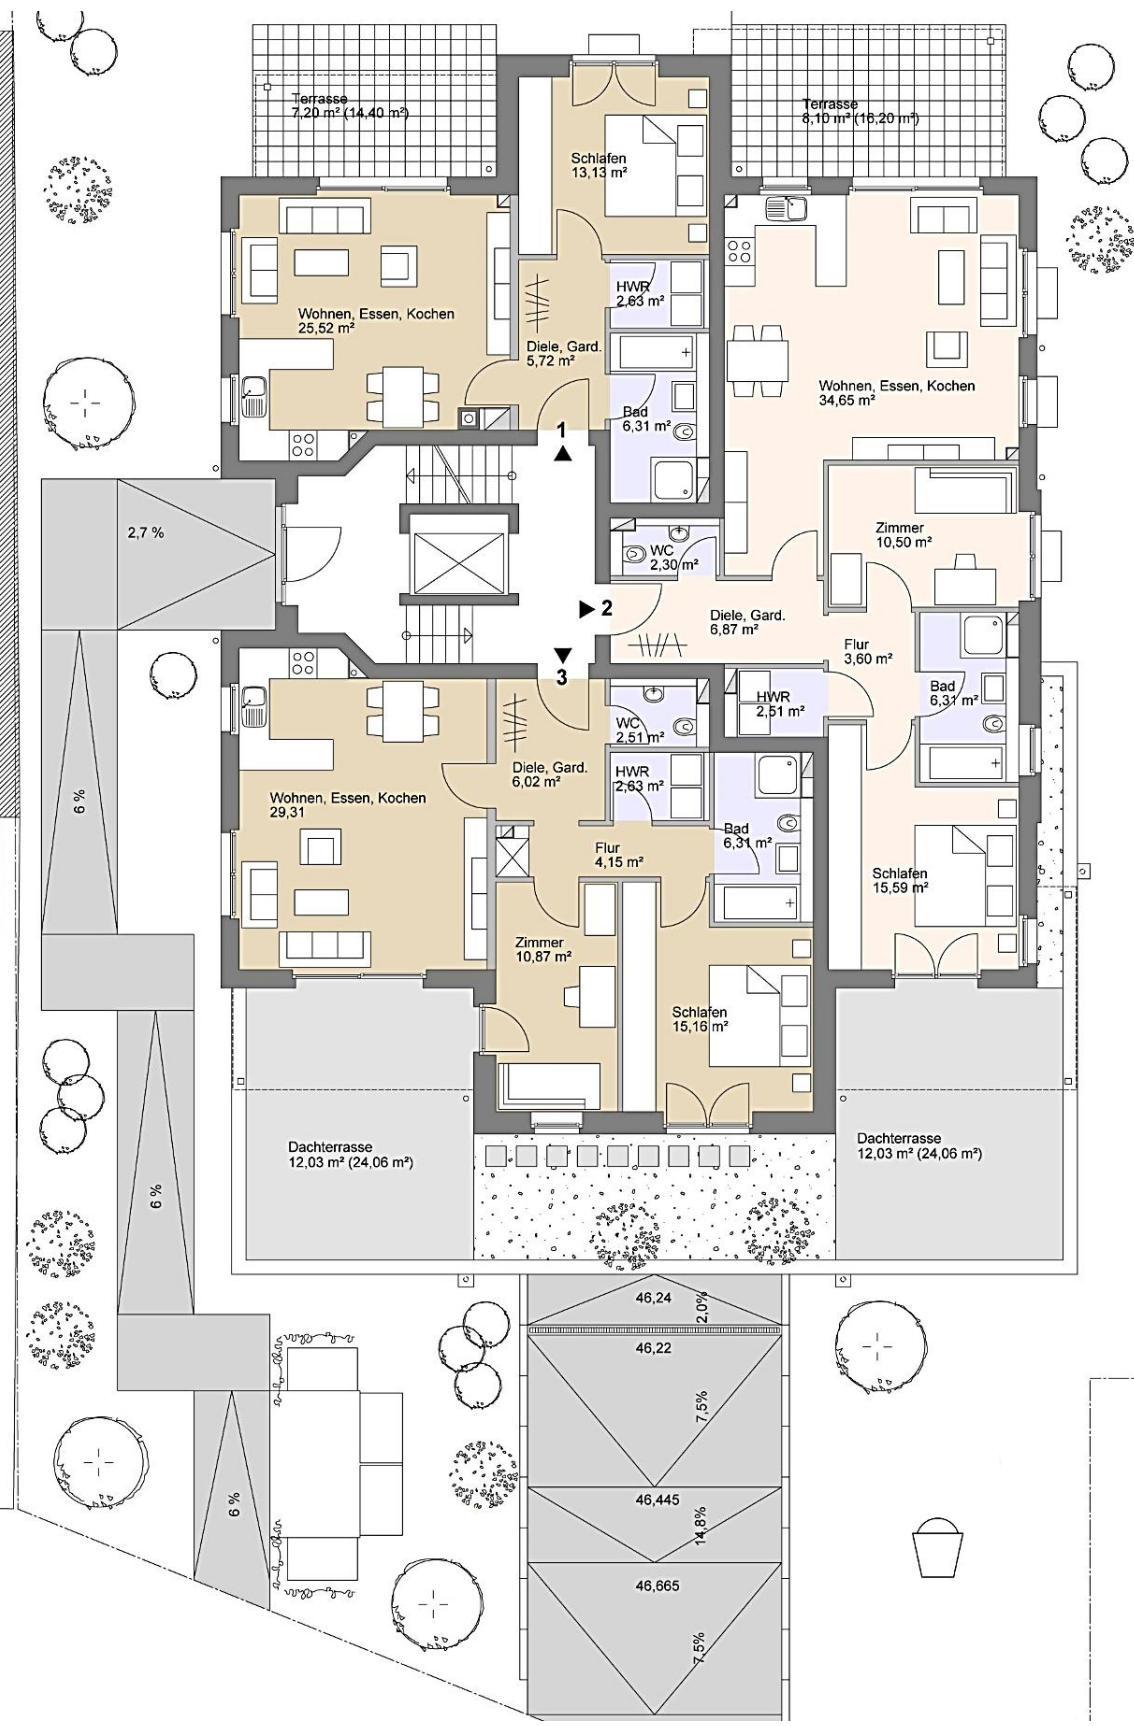 Terrasse
7,20 m² (14,40 m²)
Terrasse
8,10 m² (16,20 m²)
Schlafen
13,13 m²
HWR
2,63 m²
Wohnen, Essen, Kochen
25,52 m²
Diele, Gard.
5,72 m²
Bad
6,31 m²
Wohnen, Essen, Kochen
34,65 m²
1
2,7 %
Zimmer
10,50 m²
WC
2,30 m²
2
Diele, Gard.
6,87 m²
Flur
3,60 m²
3
HWR
2,51 m²
Bad
6,31 m²
WC
2,51 m²
Diele, Gard.
6,02 m²
HWR
2,63 m²
Wohnen, Essen, Kochen
29,31
6 %
Bad
6,31 m²
Flur
4,15 m²
Schlafen
15,59 m²
Zimmer
10,87 m²
Schlafen
15,16 m²
Dachterrasse
12,03 m² (24,06 m²)
Dachterrasse
12,03 m² (24,06 m²)
6 %
46,24
2,0%
46,22
7,5%
6 %
46,445
14,8%
46,665
7,5%